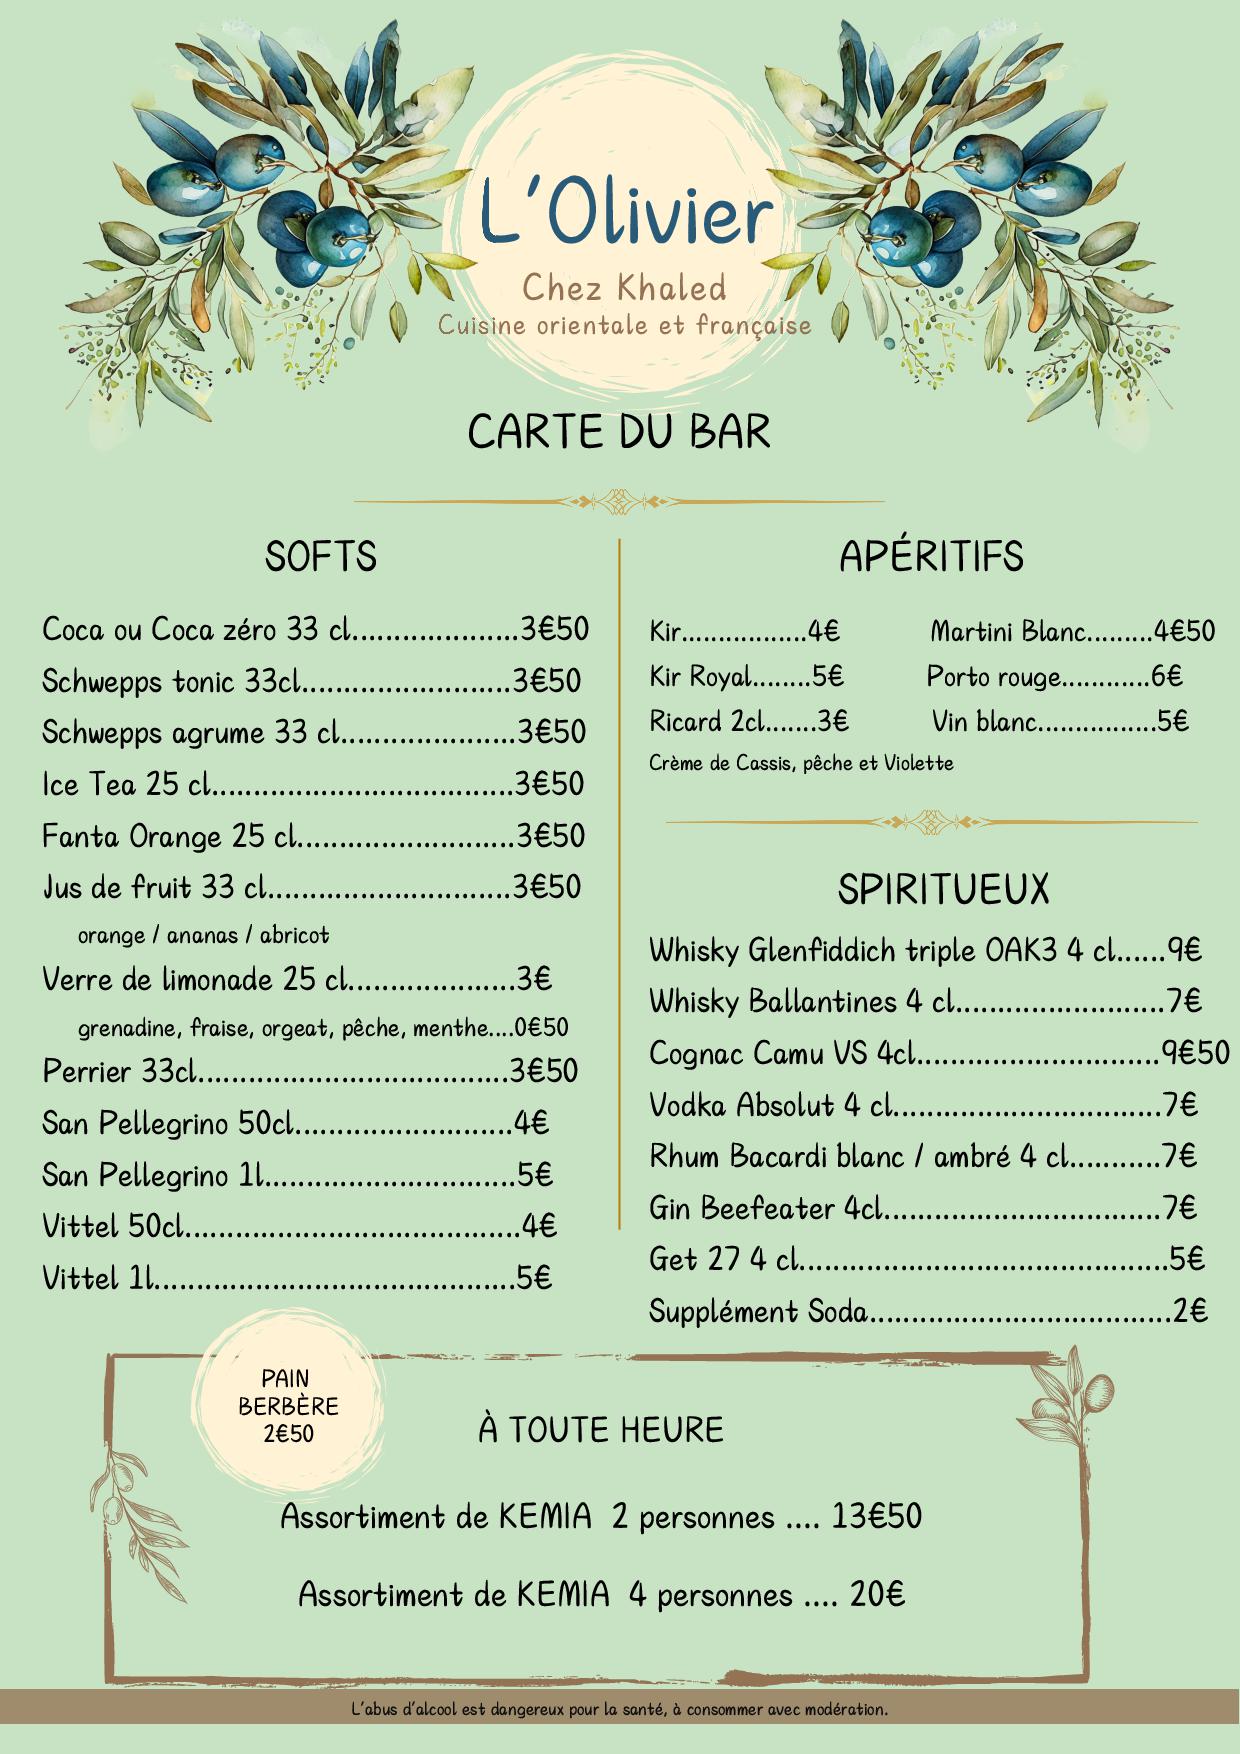 L'Olivier
Chez Khaled
Cuisine orientale et française
CARTE DU BAR
SOFTS
Coca ou Coca zéro 33 cl....................3€50
Schwepps tonic 33cl.........................3€50
Schwepps agrume 33 cl.....................3€50
Ice Tea 25 cl....................................3€50
Fanta Orange 25 cl..........................3€50
Jus de fruit 33 cl.............................3€50
orange / ananas / abricot
Verre de limonade 25 cl....................3€
grenadine, fraise, orgeat, pêche, menthe....0€50
Perrier 33cl.....................................3€50
San Pellegrino 50cl..........................4€
San Pellegrino 1l..............................5€
Vittel 50cl........................................4€
Vittel 1l...........................................5€
APÉRITIFS
Kir.................4€ Martini Blanc.........4€50
Kir Royal........5€ Porto rouge............6€
Ricard 2cl.......3€ Vin blanc................5€
Crème de Cassis, pêche et Violette
SPIRITUEUX
Whisky Glenfiddich triple OAK3 4 cl......9€
Whisky Ballantines 4 cl.........................7€
Cognac Camu VS 4cl.............................9€50
Vodka Absolut 4 cl................................7€
Rhum Bacardi blanc / ambré 4 cl...........7€
Gin Beefeater 4cl.................................7€
Get 27 4 cl............................................5€
Supplément Soda....................................2€
PAIN
BERBÈRE
2€50
À TOUTE HEURE
Assortiment de KEMIA 2 personnes .... 13€50
Assortiment de KEMIA 4 personnes .... 20€
L'abus d'alcool est dangereux pour la santé, à consommer avec modération.